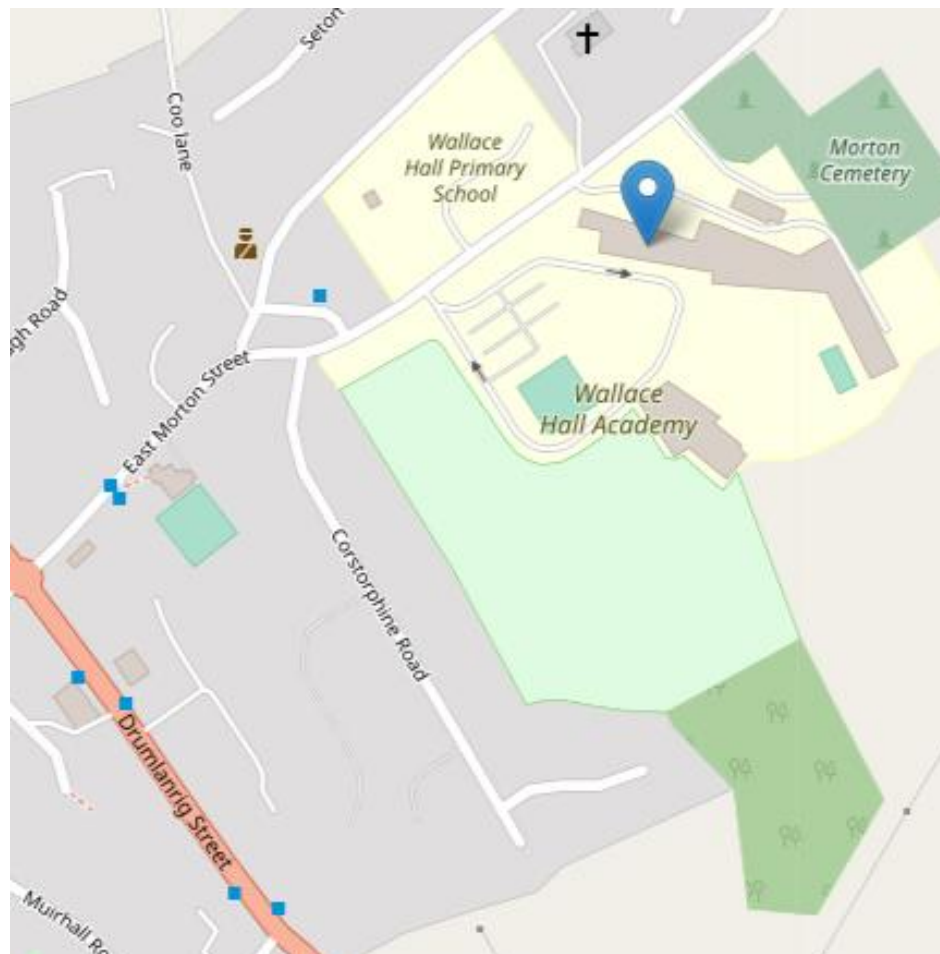 Seton
Coo lane
Wallace
Hall Primary
School
Morton
Cemetery
gh Road
East Morton Street
Wallace
Hall Academy
Corstorphine Road
Drumlanrig Street
Muirhall Ro